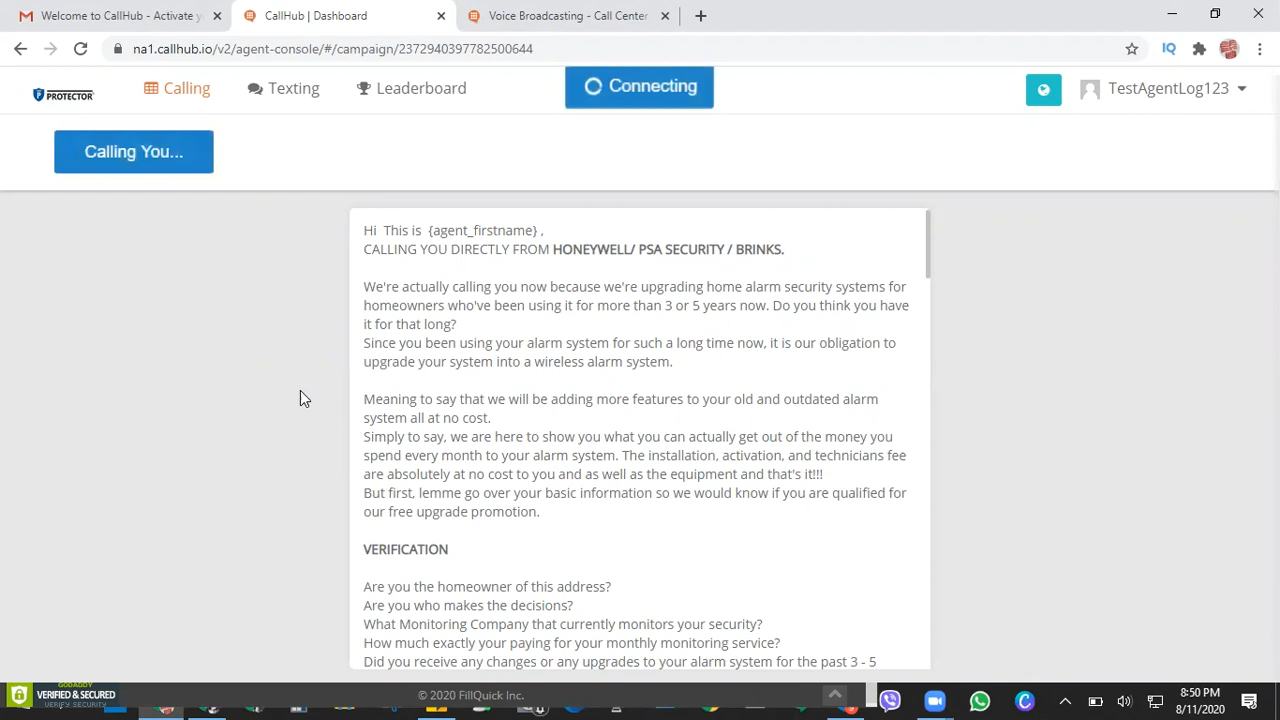 Welcome to CallHub - Activate y
CallHub | Dashboard
Voice Broadcasting - Call Center
na1.callhub.io/v2/agent-console/#/campaign/2372940397782500644
IQ
PROTECTOR
Calling
Texting
Leaderboard
Connecting
TestAgentLog123
Calling You...
Hi This is {agent_firstname} ,
CALLING YOU DIRECTLY FROM HONEYWELL/ PSA SECURITY / BRINKS.
We're actually calling you now because we're upgrading home alarm security systems for
homeowners who've been using it for more than 3 or 5 years now. Do you think you have
it for that long?
Since you been using your alarm system for such a long time now, it is our obligation to
upgrade your system into a wireless alarm system.
Meaning to say that we will be adding more features to your old and outdated alarm
system all at no cost.
Simply to say, we are here to show you what you can actually get out of the money you
spend every month to your alarm system. The installation, activation, and technicians fee
are absolutely at no cost to you and as well as the equipment and that's it!!!
But first, lemme go over your basic information so we would know if you are qualified for
our free upgrade promotion.
VERIFICATION
Are you the homeowner of this address?
Are you who makes the decisions?
What Monitoring Company that currently monitors your security?
How much exactly your paying for your monthly monitoring service?
Did you receive any changes or any upgrades to your alarm system for the past 3 - 5
GODADDY
VERIFIED & SECURED
VERIFY SECURITY
© 2020 FillQuick Inc.
8:50 PM
8/11/2020